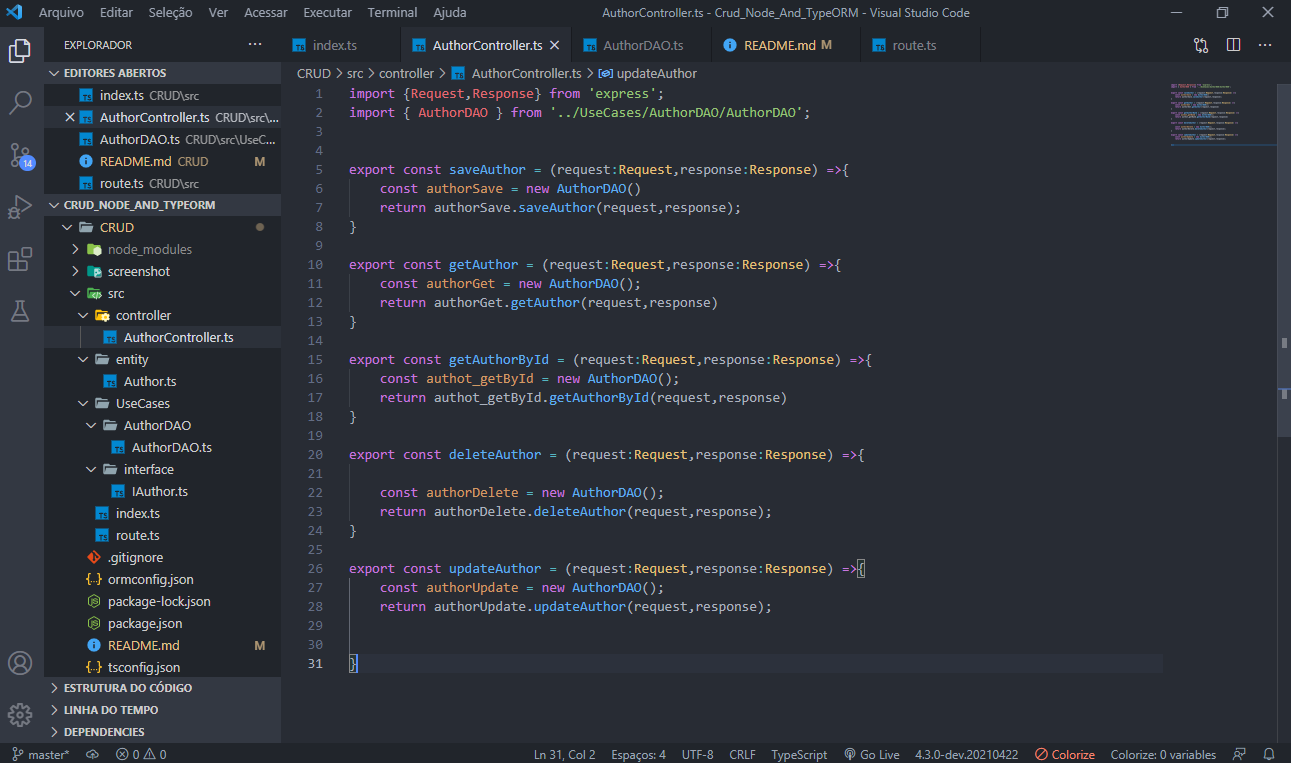 Arquivo Editar Seleção Ver Acessar Executar Terminal Ajuda AuthorController.ts - Crud_Node_And_TypeORM - Visual Studio Code
EXPLORADOR
index.ts AuthorController.ts AuthorDAO.ts README.md M route.ts
EDITORES ABERTOS
index.ts CRUD\src
AuthorController.ts CRUD\src\...
AuthorDAO.ts CRUD\src\UseC...
README.md CRUD M
route.ts CRUD\src
14
CRUD_NODE_AND_TYPEORM
CRUD
node_modules
screenshot
src
controller
AuthorController.ts
entity
Author.ts
UseCases
AuthorDAO
AuthorDAO.ts
interface
IAuthor.ts
index.ts
route.ts
.gitignore
ormconfig.json
package-lock.json
package.json
README.md M
tsconfig.json
ESTRUTURA DO CÓDIGO
LINHA DO TEMPO
DEPENDENCIES
CRUD > src > controller > AuthorController.ts > updateAuthor
1 import {Request,Response} from 'express';
2 import { AuthorDAO } from '../UseCases/AuthorDAO/AuthorDAO';
3
4
5 export const saveAuthor = (request:Request,response:Response) =>{
6 const authorSave = new AuthorDAO()
7 return authorSave.saveAuthor(request,response);
8 }
9
10 export const getAuthor = (request:Request,response:Response) =>{
11 const authorGet = new AuthorDAO();
12 return authorGet.getAuthor(request,response)
13 }
14
15 export const getAuthorById = (request:Request,response:Response) =>{
16 const authot_getById = new AuthorDAO();
17 return authot_getById.getAuthorById(request,response)
18 }
19
20 export const deleteAuthor = (request:Request,response:Response) =>{
21
22 const authorDelete = new AuthorDAO();
23 return authorDelete.deleteAuthor(request,response);
24 }
25
26 export const updateAuthor = (request:Request,response:Response) =>{
27 const authorUpdate = new AuthorDAO();
28 return authorUpdate.updateAuthor(request,response);
29
30
31 }
master* 0 0 Ln 31, Col 2 Espaços: 4 UTF-8 CRLF TypeScript Go Live 4.3.0-dev.20210422 Colorize Colorize: 0 variables